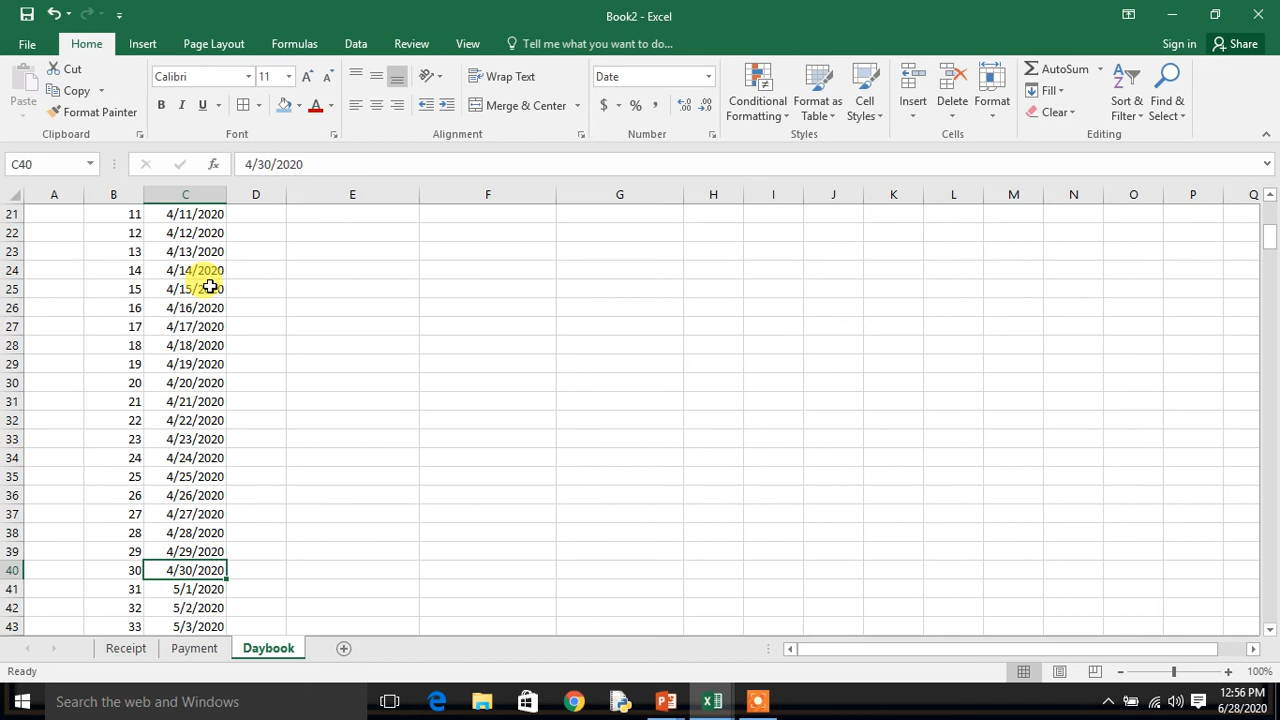 Book2 - Excel
File Home Insert Page Layout Formulas Data Review View Tell me what you want to do... Sign in Share
Paste Cut Copy Format Painter Clipboard
Calibri 11 B I U A Font
Wrap Text Merge & Center Alignment
Date $ % , Number
Conditional Formatting Format as Table Cell Styles Styles
Insert Delete Format Cells
AutoSum Fill Clear Sort & Filter Find & Select Editing
C40 fx 4/30/2020
A B C D E F G H I J K L M N O P Q
21 11 4/11/2020
22 12 4/12/2020
23 13 4/13/2020
24 14 4/14/2020
25 15 4/15/2020
26 16 4/16/2020
27 17 4/17/2020
28 18 4/18/2020
29 19 4/19/2020
30 20 4/20/2020
31 21 4/21/2020
32 22 4/22/2020
33 23 4/23/2020
34 24 4/24/2020
35 25 4/25/2020
36 26 4/26/2020
37 27 4/27/2020
38 28 4/28/2020
39 29 4/29/2020
40 30 4/30/2020
41 31 5/1/2020
42 32 5/2/2020
43 33 5/3/2020
Receipt Payment Daybook
Ready 100%
Search the web and Windows 12:56 PM
6/28/2020